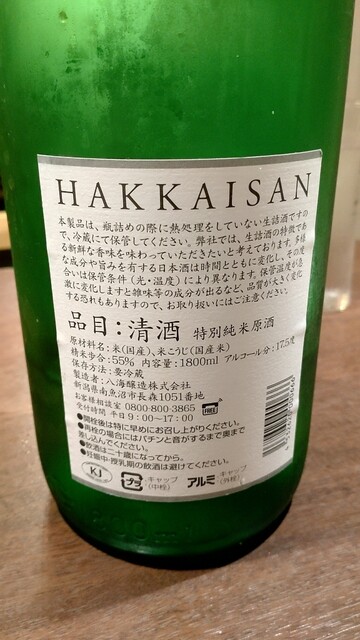 HAKKAISAN
本製品は、瓶詰めの際に熱処理をしていない生詰酒ですの
で、冷蔵にて保管してください。弊社では、生詰酒の特徴であ
る新鮮な香味を味わっていただきたいと考えております。多様
な成分や旨みを有する日本酒は時間とともに変化し、その度
合いは保管条件(光・温度)により異なります。保管温度が急
激に変化しますと雑味等の成分が出るなど、品質が大きく変化
する恐れもありますので、お取り扱いにはご注意ください。
品目:清酒 特別純米原酒
原材料名:米(国産)、米こうじ(国産米)
精米歩合:55% 内容量:1800ml アルコール分:17.5度
保存方法:要冷蔵
製造者:八海醸造株式会社
新潟県南魚沼市長森1051番地
お客様相談室 0800-800-3865 FREE
受付時間 平日9:00〜17:00
●開栓後は特に早めにお召し上がりください。
●再栓の場合にはパチンと音がするまで奥まで
差し込んでください。
●飲酒は二十歳になってから。
●妊娠中・授乳期の飲酒は避けてください。
KJ
プラ キャップ(中栓) アルミ キャップ(外栓)